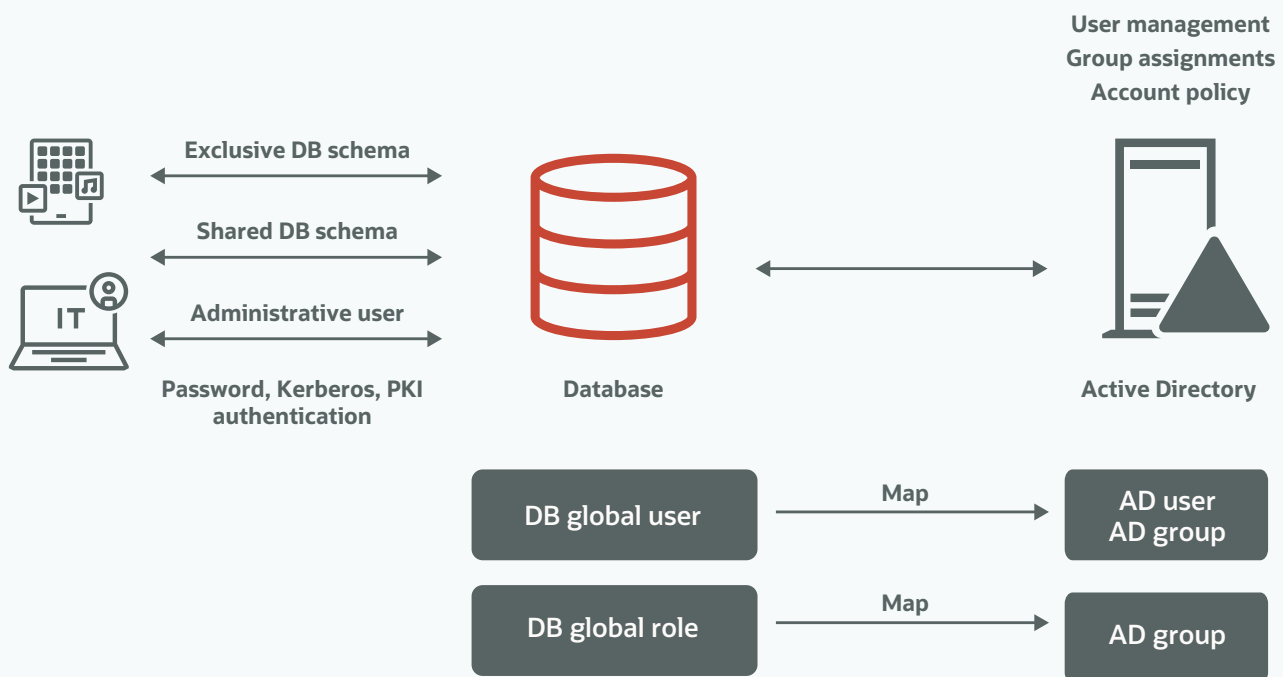 User management
Group assignments
Account policy
Exclusive DB schema
Shared DB schema
IT
Administrative user
Password, Kerberos, PKI
authentication
Database
Active Directory
DB global user
Map
AD user
AD group
DB global role
Map
AD group